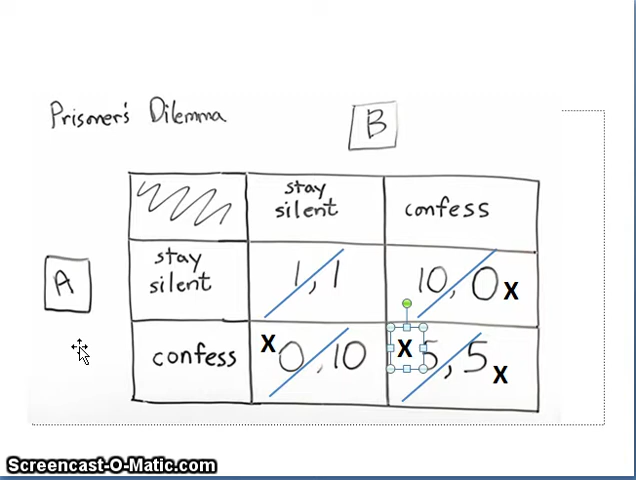 Prisoner's Dilemma
B
stay
silent
confess
A
stay
silent
1, 1
10, 0 X
confess
X 0, 10
X 5, 5 X
Screencast-O-Matic.com